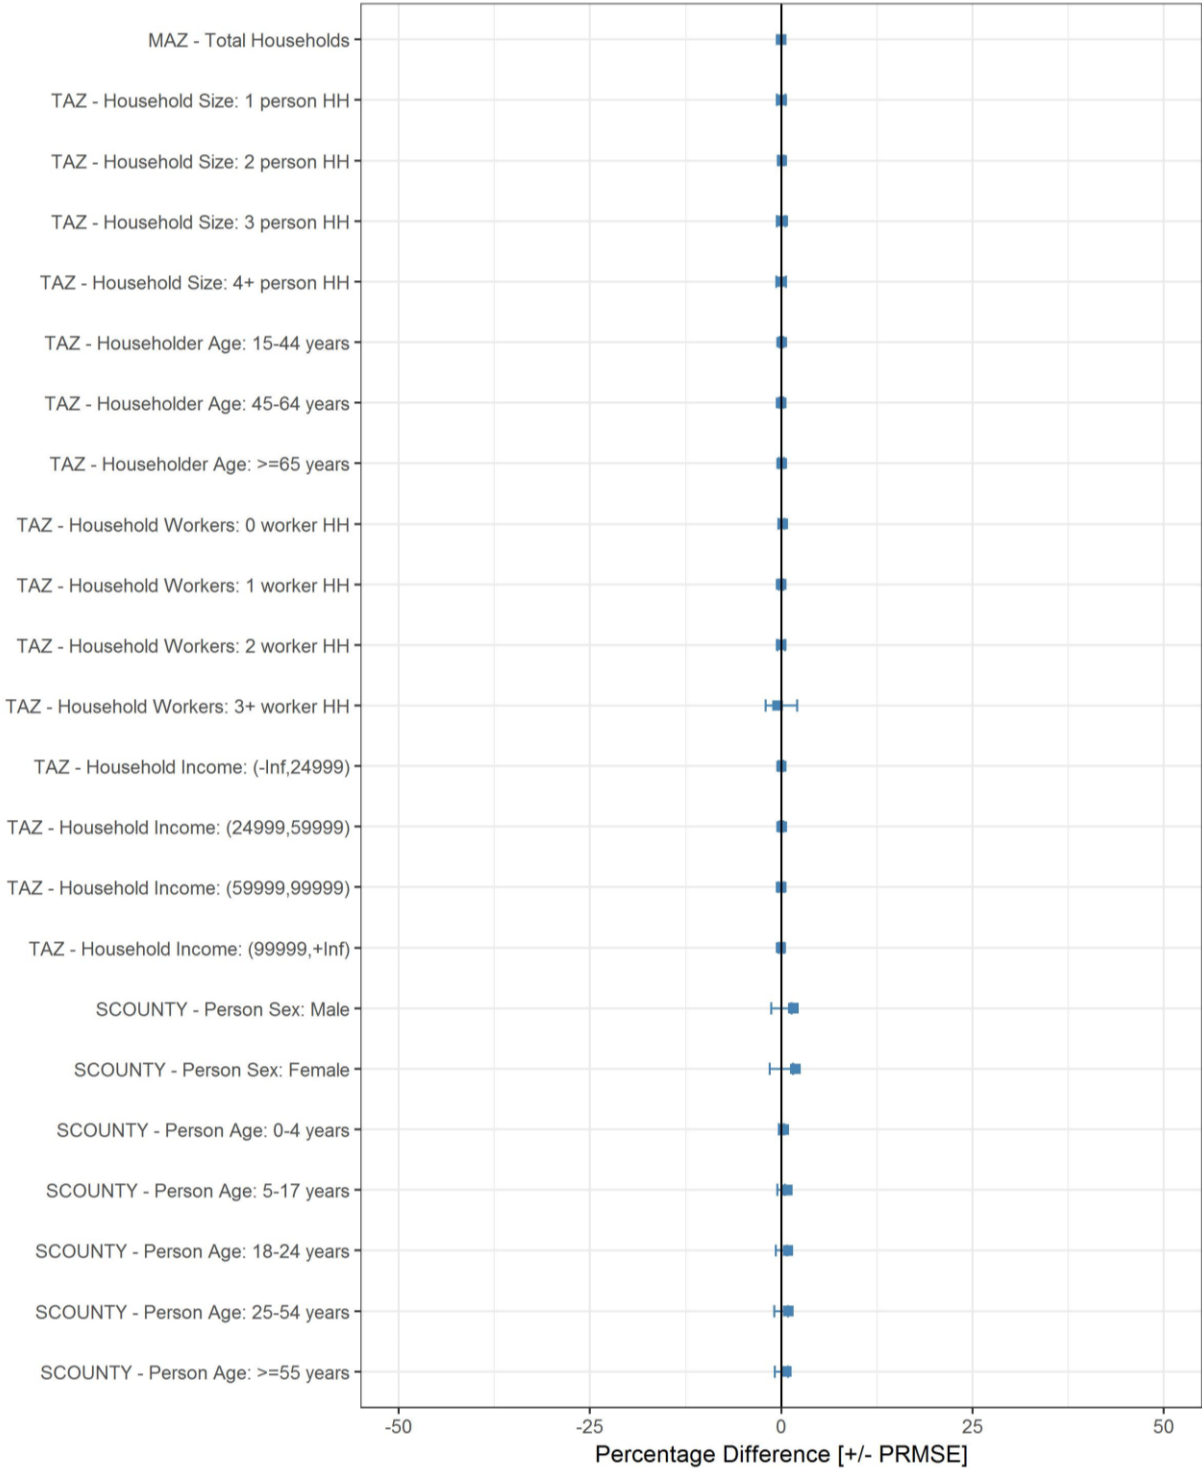 MAZ - Total Households
TAZ - Household Size: 1 person HH
TAZ - Household Size: 2 person HH
TAZ - Household Size: 3 person HH
TAZ - Household Size: 4+ person HH
TAZ - Householder Age: 15-44 years
TAZ - Householder Age: 45-64 years
TAZ - Householder Age: >=65 years
TAZ - Household Workers: 0 worker HH
TAZ - Household Workers: 1 worker HH
TAZ - Household Workers: 2 worker HH
TAZ - Household Workers: 3+ worker HH
TAZ - Household Income: (-Inf,24999)
TAZ - Household Income: (24999,59999)
TAZ - Household Income: (59999,99999)
TAZ - Household Income: (99999,+Inf)
SCOUNTY - Person Sex: Male
SCOUNTY - Person Sex: Female
SCOUNTY - Person Age: 0-4 years
SCOUNTY - Person Age: 5-17 years
SCOUNTY - Person Age: 18-24 years
SCOUNTY - Person Age: 25-54 years
SCOUNTY - Person Age: >=55 years
-50 -25 0 25 50
Percentage Difference [+/- PRMSE]